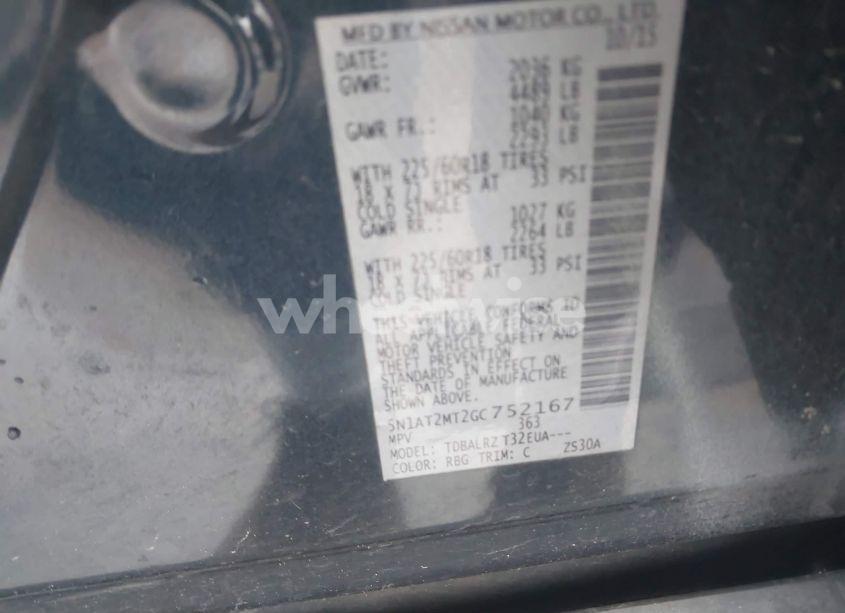 MFD BY NISSAN MOTOR CO., LTD.
DATE: 10/15
GVWR: 2036 KG
4489 LB
GAWR FR.: 1040 KG
2293 LB
WITH 225/60R18 TIRES
18 X 7J RIMS AT 33 PSI
COLD SINGLE
GAWR RR.: 1027 KG
2264 LB
WITH 225/60R18 TIRES
18 X 7J RIMS AT 33 PSI
COLD SINGLE
THIS VEHICLE CONFORMS TO
ALL APPLICABLE FEDERAL
MOTOR VEHICLE SAFETY AND
THEFT PREVENTION
STANDARDS IN EFFECT ON
THE DATE OF MANUFACTURE
5N1AT2MT2GC752167
MPV 363
MODEL: TDBALRZ T32EUA---
COLOR: RBG TRIM: C ZS30A